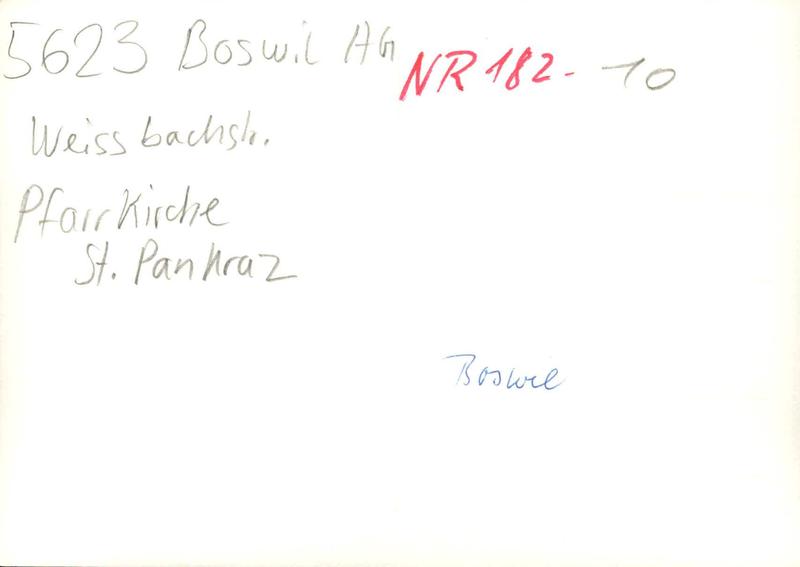 5623 Boswil AG NR 182.- 10
Weissbachstr.
Pfarrkirche
St. Pankraz
Boswil